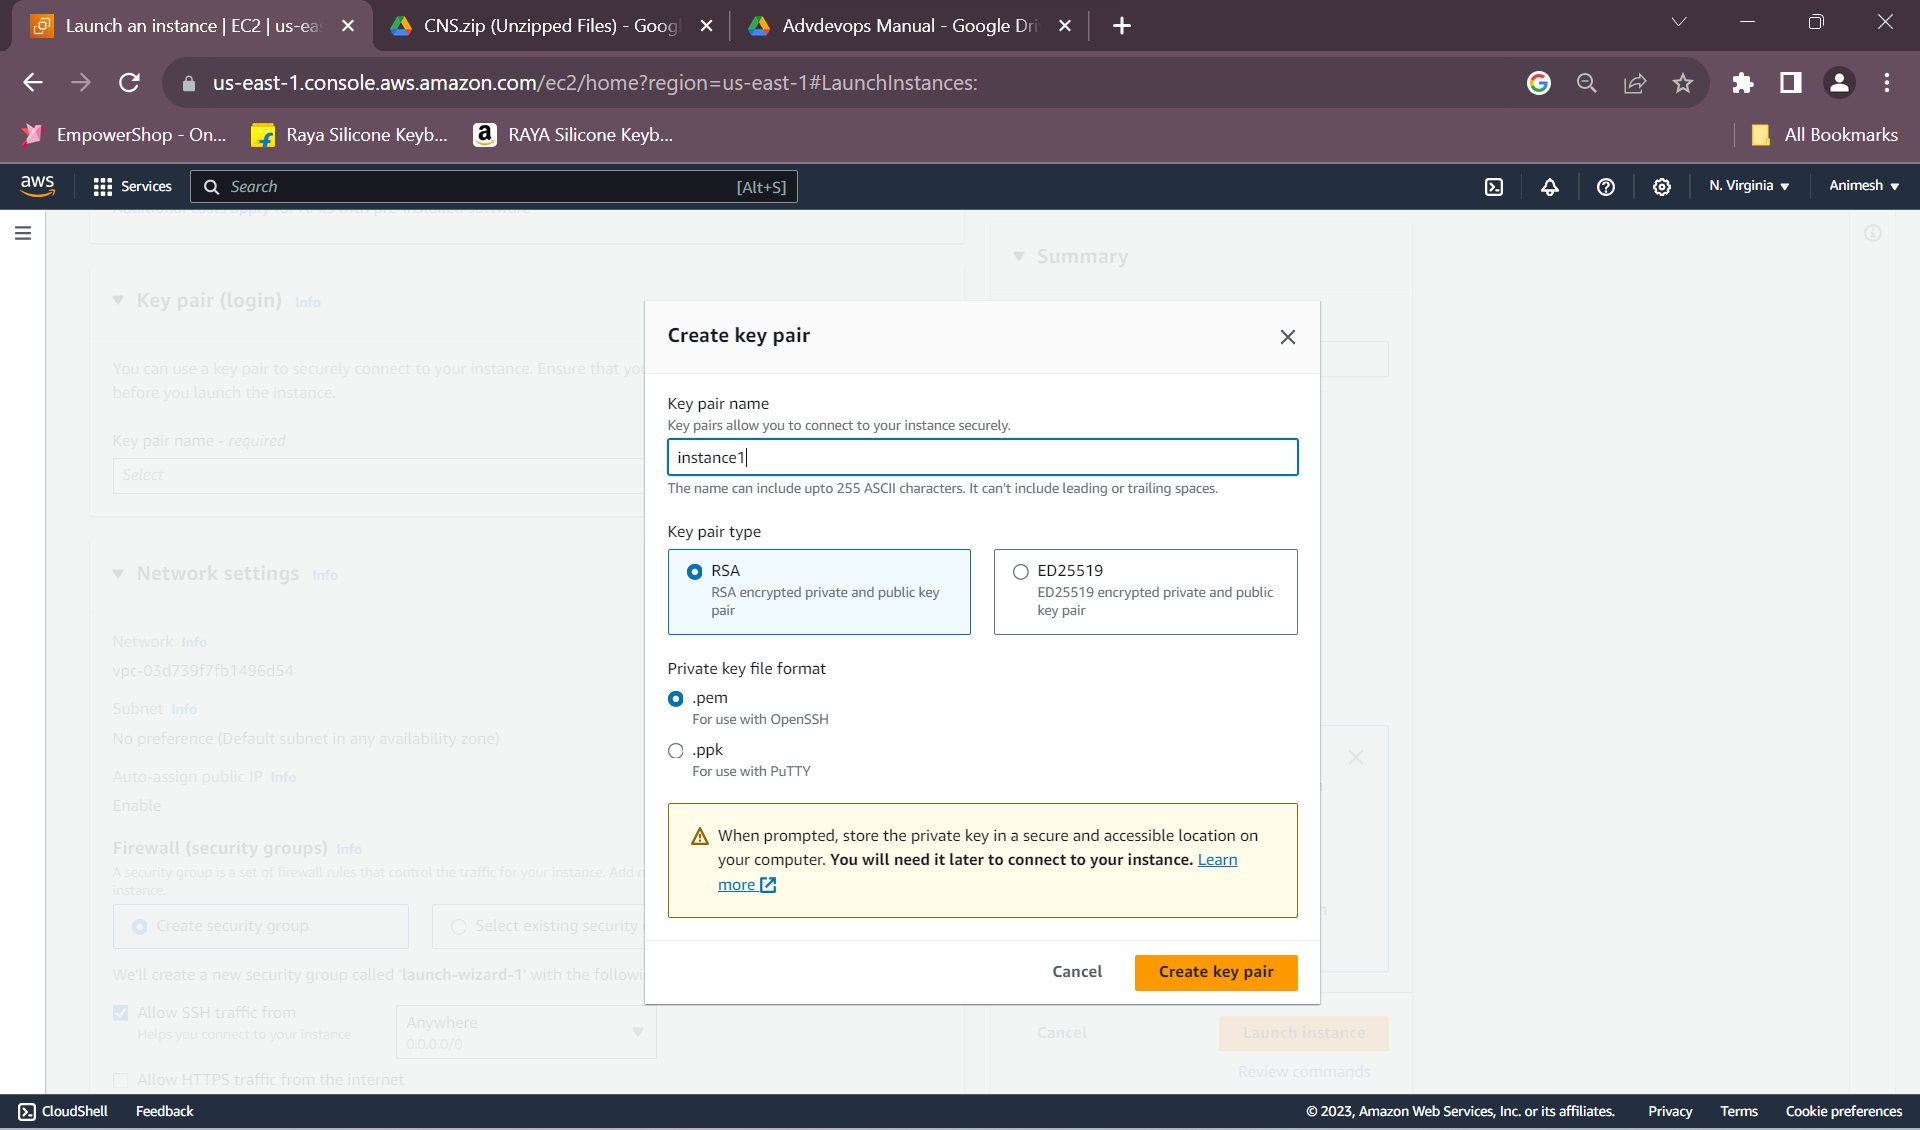 Launch an instance | EC2 | us-eas
CNS.zip (Unzipped Files) - Googl
Advdevops Manual - Google Dri
us-east-1.console.aws.amazon.com/ec2/home?region=us-east-1#LaunchInstances:
EmpowerShop - On...
Raya Silicone Keyb...
RAYA Silicone Keyb...
All Bookmarks
aws
Services
Search
[Alt+S]
N. Virginia
Animesh
Summary
Key pair (login) Info
You can use a key pair to securely connect to your instance. Ensure that you
before you launch the instance.
Key pair name - required
Select
Network settings Info
Network Info
vpc-03d739f7fb1496d54
Subnet Info
No preference (Default subnet in any availability zone)
Auto-assign public IP Info
Enable
Firewall (security groups) Info
A security group is a set of firewall rules that control the traffic for your instance. Add r
instance.
Create security group
Select existing security
We'll create a new security group called 'launch-wizard-1' with the followi
Allow SSH traffic from
Helps you connect to your instance
Anywhere
0.0.0.0/0
Allow HTTPS traffic from the internet
Create key pair
Key pair name
Key pairs allow you to connect to your instance securely.
instance1
The name can include upto 255 ASCII characters. It can't include leading or trailing spaces.
Key pair type
RSA
RSA encrypted private and public key
pair
ED25519
ED25519 encrypted private and public
key pair
Private key file format
.pem
For use with OpenSSH
.ppk
For use with PuTTY
When prompted, store the private key in a secure and accessible location on
your computer. You will need it later to connect to your instance. Learn
more
Cancel
Create key pair
Cancel
Launch instance
Review commands
CloudShell
Feedback
© 2023, Amazon Web Services, Inc. or its affiliates.
Privacy
Terms
Cookie preferences